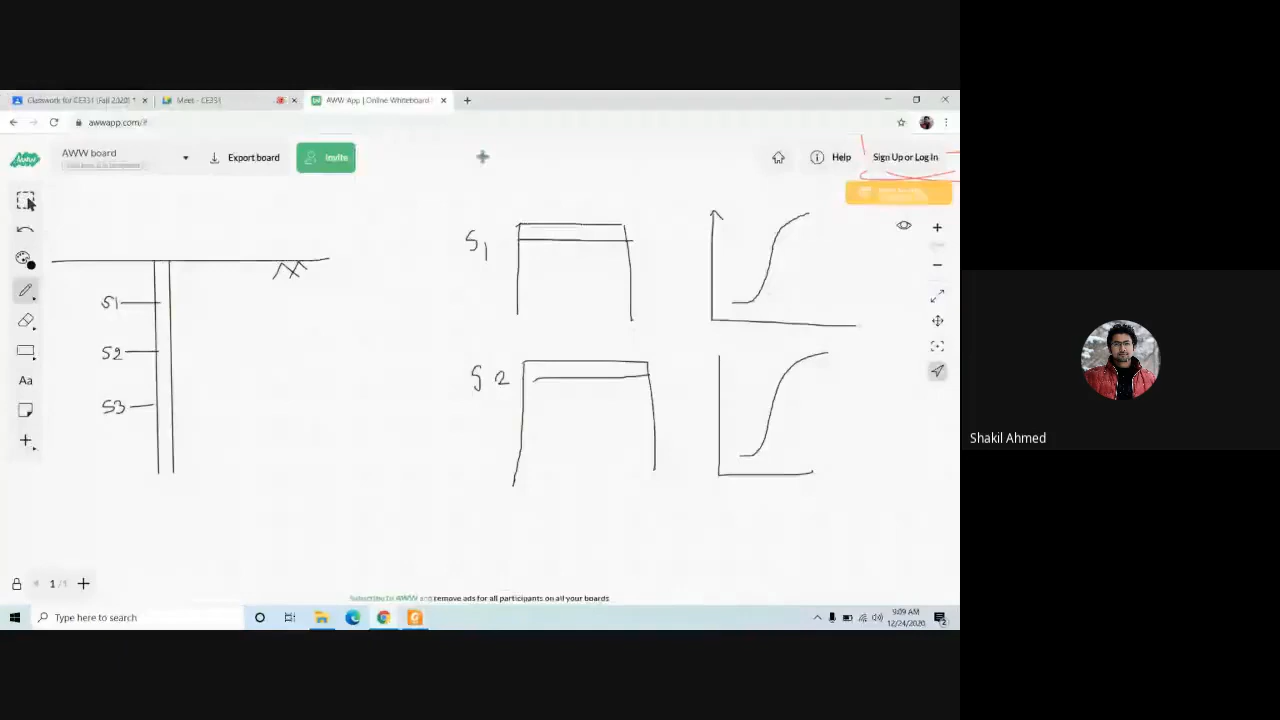 Classwork for CE331 (Fall 2020)
Meet - CE331
AWW App | Online Whiteboard
awwapp.com/#
AWW board
Export board
Invite
Help
Sign Up or Log In
S1
S2
S3
S1
S2
Aa
1 / 1
Subscribe to AWW and remove ads for all participants on all your boards
Type here to search
9:09 AM
12/24/2020
2
Shakil Ahmed